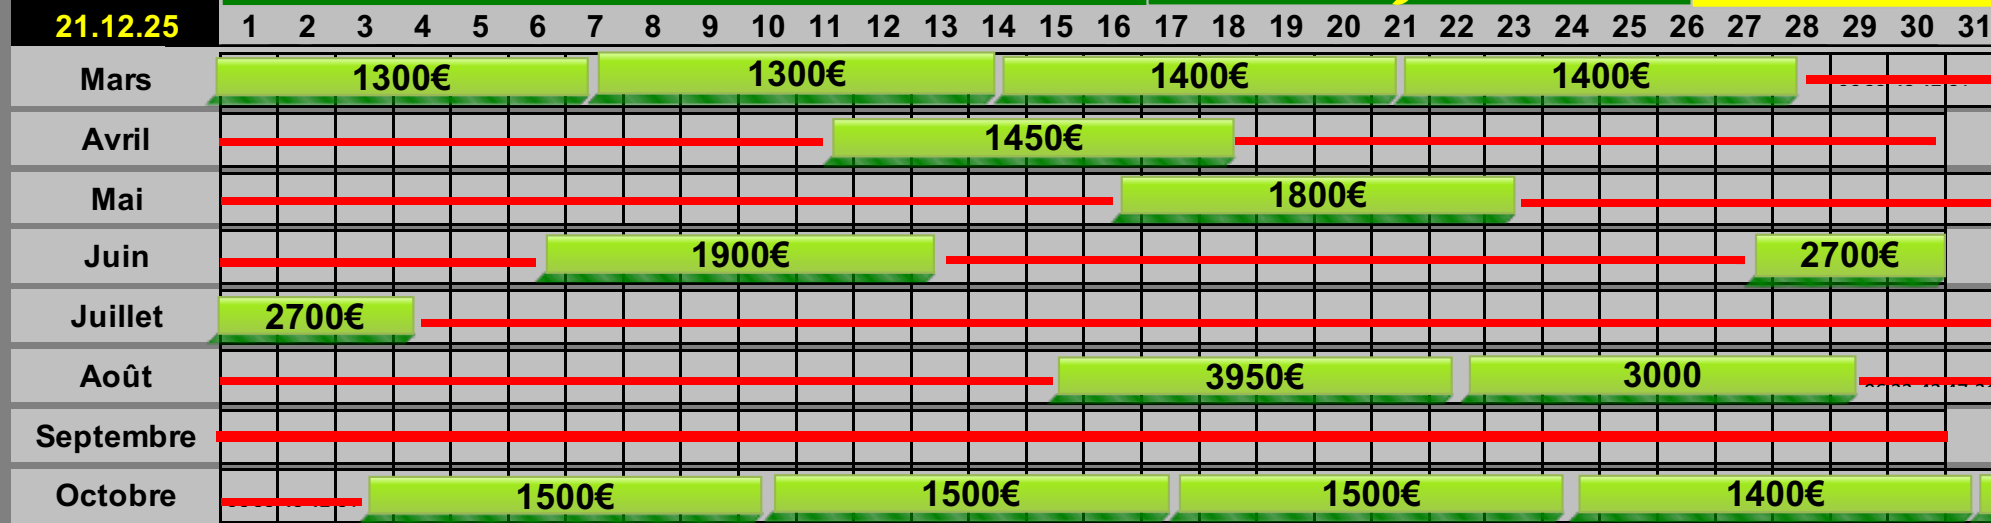 21.12.25 1 2 3 4 5 6 7 8 9 10 11 12 13 14 15 16 17 18 19 20 21 22 23 24 25 26 27 28 29 30 31
Mars 1300€ 1300€ 1400€ 1400€
Avril 1450€
Mai 1800€
Juin 1900€ 2700€
Juillet 2700€
Août 3950€ 3000
Septembre
Octobre 1500€ 1500€ 1500€ 1400€